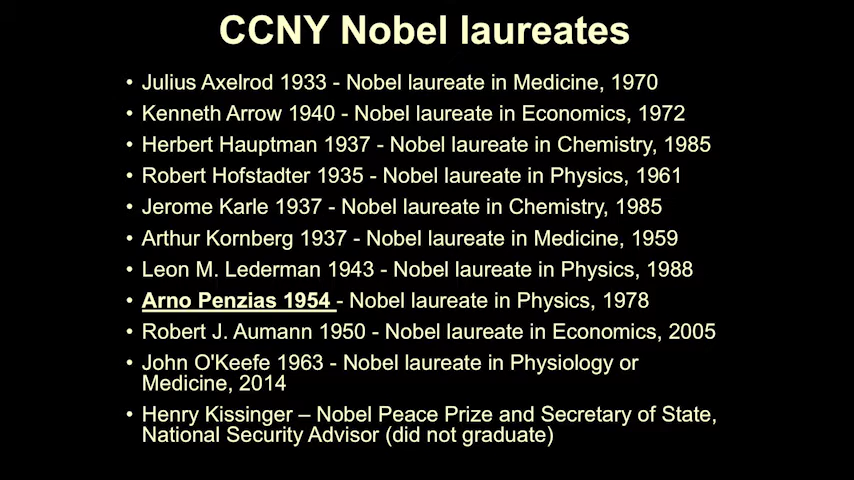 CCNY Nobel laureates
• Julius Axelrod 1933 - Nobel laureate in Medicine, 1970
• Kenneth Arrow 1940 - Nobel laureate in Economics, 1972
• Herbert Hauptman 1937 - Nobel laureate in Chemistry, 1985
• Robert Hofstadter 1935 - Nobel laureate in Physics, 1961
• Jerome Karle 1937 - Nobel laureate in Chemistry, 1985
• Arthur Kornberg 1937 - Nobel laureate in Medicine, 1959
• Leon M. Lederman 1943 - Nobel laureate in Physics, 1988
• Arno Penzias 1954 - Nobel laureate in Physics, 1978
• Robert J. Aumann 1950 - Nobel laureate in Economics, 2005
• John O'Keefe 1963 - Nobel laureate in Physiology or
Medicine, 2014
• Henry Kissinger – Nobel Peace Prize and Secretary of State,
National Security Advisor (did not graduate)